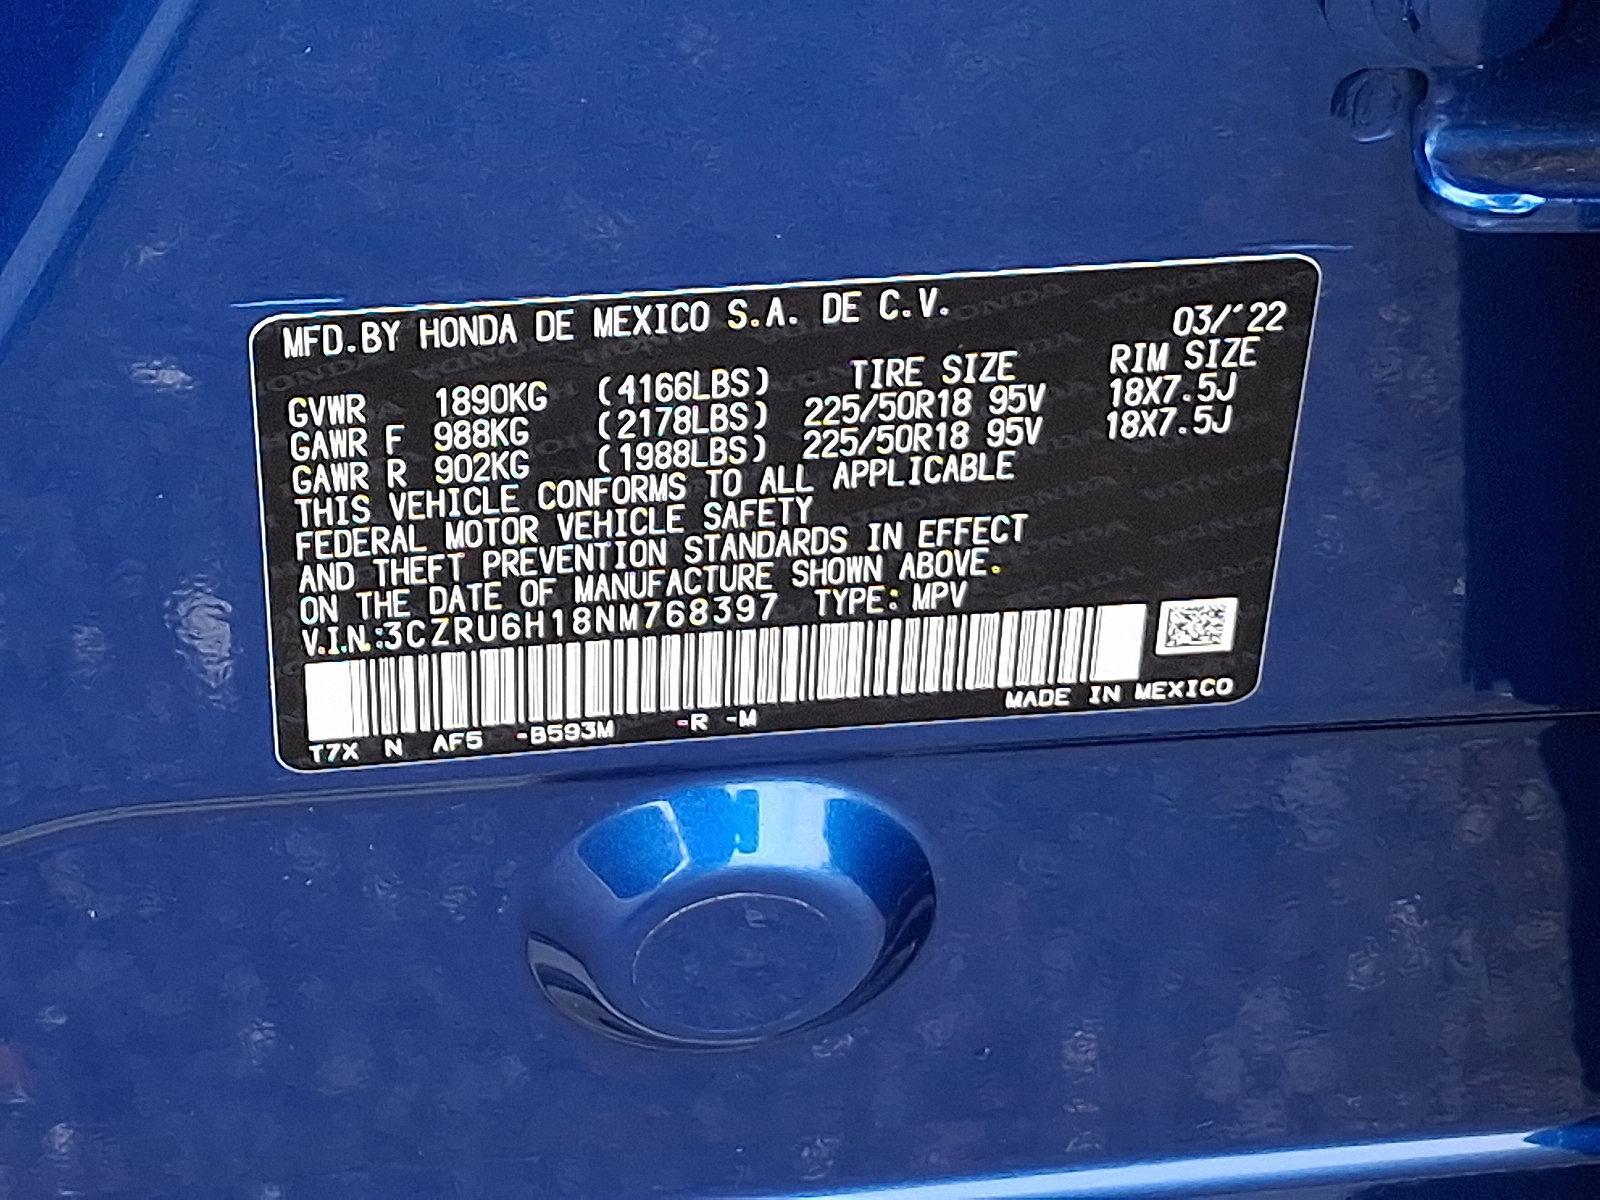 MFD.BY HONDA DE MEXICO S.A. DE C.V.
03/'22
TIRE SIZE RIM SIZE
GVWR 1890KG (4166LBS)
GAWR F 988KG (2178LBS) 225/50R18 95V 18X7.5J
GAWR R 902KG (1988LBS) 225/50R18 95V 18X7.5J
THIS VEHICLE CONFORMS TO ALL APPLICABLE
FEDERAL MOTOR VEHICLE SAFETY
AND THEFT PREVENTION STANDARDS IN EFFECT
ON THE DATE OF MANUFACTURE SHOWN ABOVE.
V.I.N.:3CZRU6H18NM768397 TYPE:MPV
T7X N AF5 -B593M -R -M MADE IN MEXICO